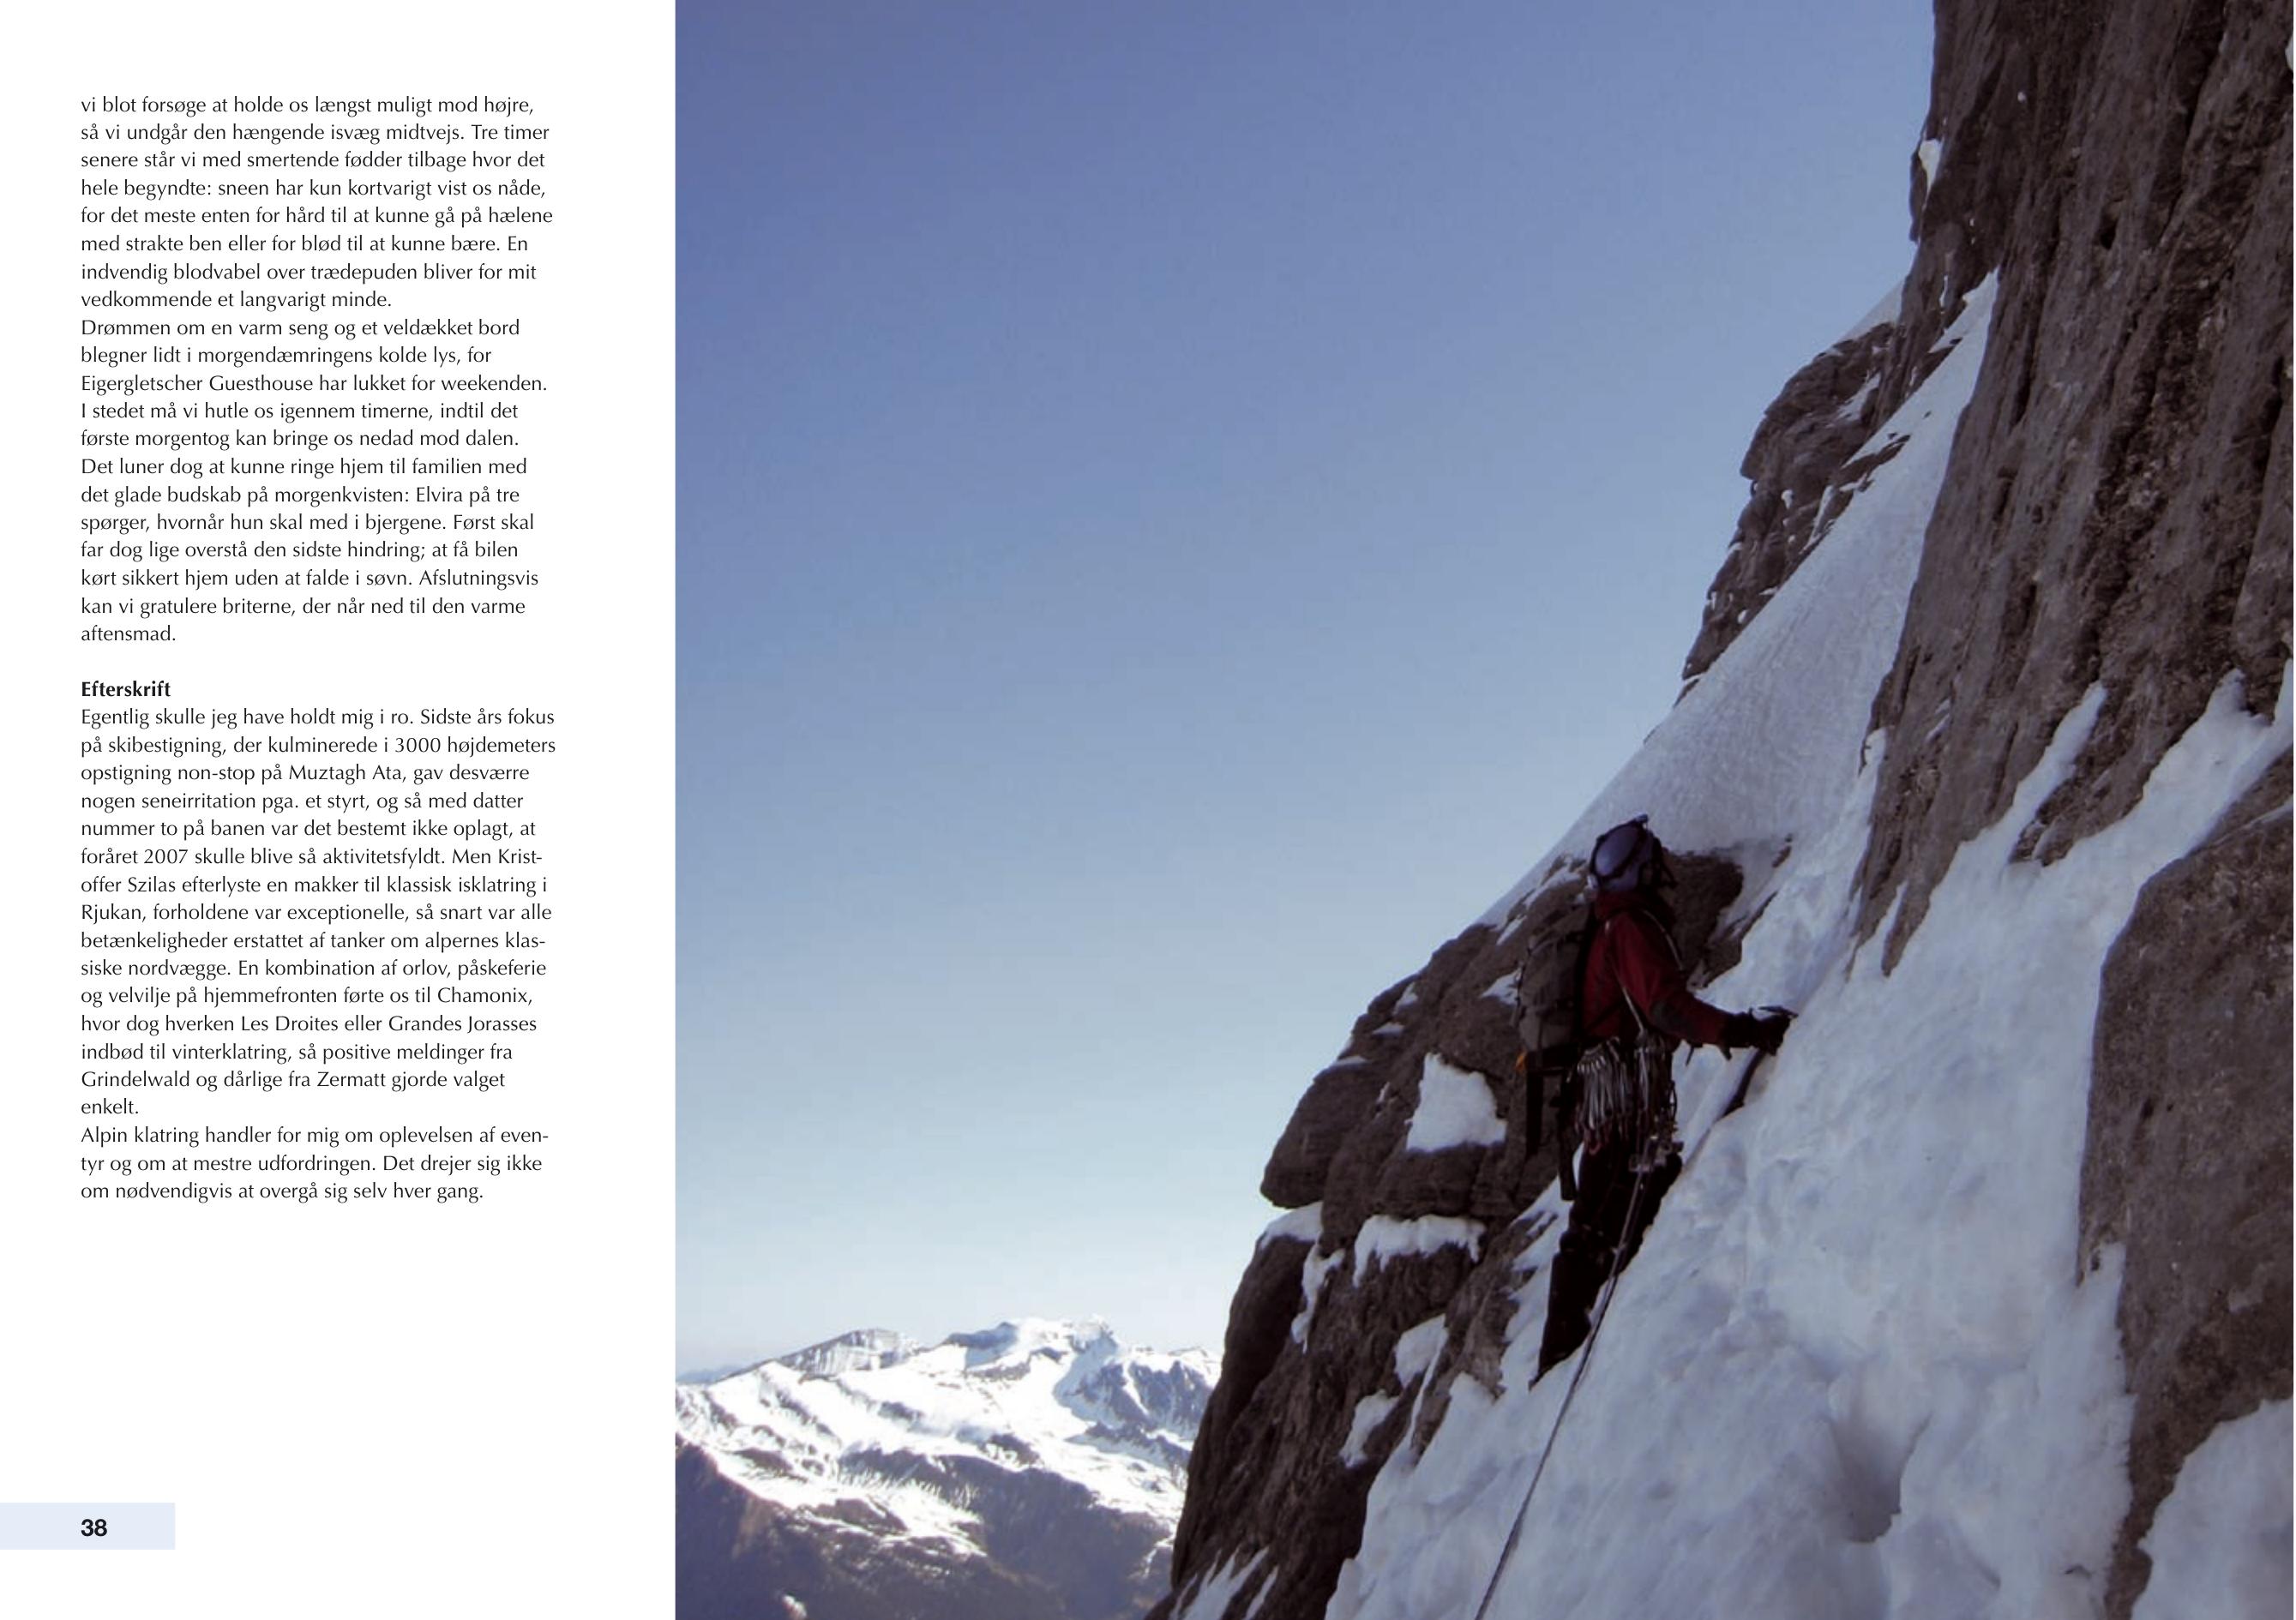 vi blot forsøge at holde os længst muligt mod højre,
så vi undgår den hængende isvæg midtvejs. Tre timer
senere står vi med smertende fødder tilbage hvor det
hele begyndte: sneen har kun kortvarigt vist os nåde,
for det meste enten for hård til at kunne gå på hælene
med strakte ben eller for blød til at kunne bære. En
indvendig blodvabel over trædepuden bliver for mit
vedkommende et langvarigt minde.
Drømmen om en varm seng og et veldækket bord
blegner lidt i morgendæmringens kolde lys, for
Eigergletscher Guesthouse har lukket for weekenden.
I stedet må vi hutle os igennem timerne, indtil det
første morgentog kan bringe os nedad mod dalen.
Det luner dog at kunne ringe hjem til familien med
det glade budskab på morgenkvisten: Elvira på tre
spørger, hvornår hun skal med i bjergene. Først skal
far dog lige overstå den sidste hindring; at få bilen
kørt sikkert hjem uden at falde i søvn. Afslutningsvis
kan vi gratulere briterne, der når ned til den varme
aftensmad.
Efterskrift
Egentlig skulle jeg have holdt mig i ro. Sidste års fokus
på skibestigning, der kulminerede i 3000 højdemeters
opstigning non-stop på Muztagh Ata, gav desværre
nogen seneirritation pga. et styrt, og så med datter
nummer to på banen var det bestemt ikke oplagt, at
foråret 2007 skulle blive så aktivitetsfyldt. Men Krist-
offer Szilas efterlyste en makker til klassisk isklatring i
Rjukan, forholdene var exceptionelle, så snart var alle
betænkeligheder erstattet af tanker om alpernes klas-
siske nordvægge. En kombination af orlov, påskeferie
og velvilje på hjemmefronten førte os til Chamonix,
hvor dog hverken Les Droites eller Grandes Jorasses
indbød til vinterklatring, så positive meldinger fra
Grindelwald og dårlige fra Zermatt gjorde valget
enkelt.
Alpin klatring handler for mig om oplevelsen af even-
tyr og om at mestre udfordringen. Det drejer sig ikke
om nødvendigvis at overgå sig selv hver gang.
38